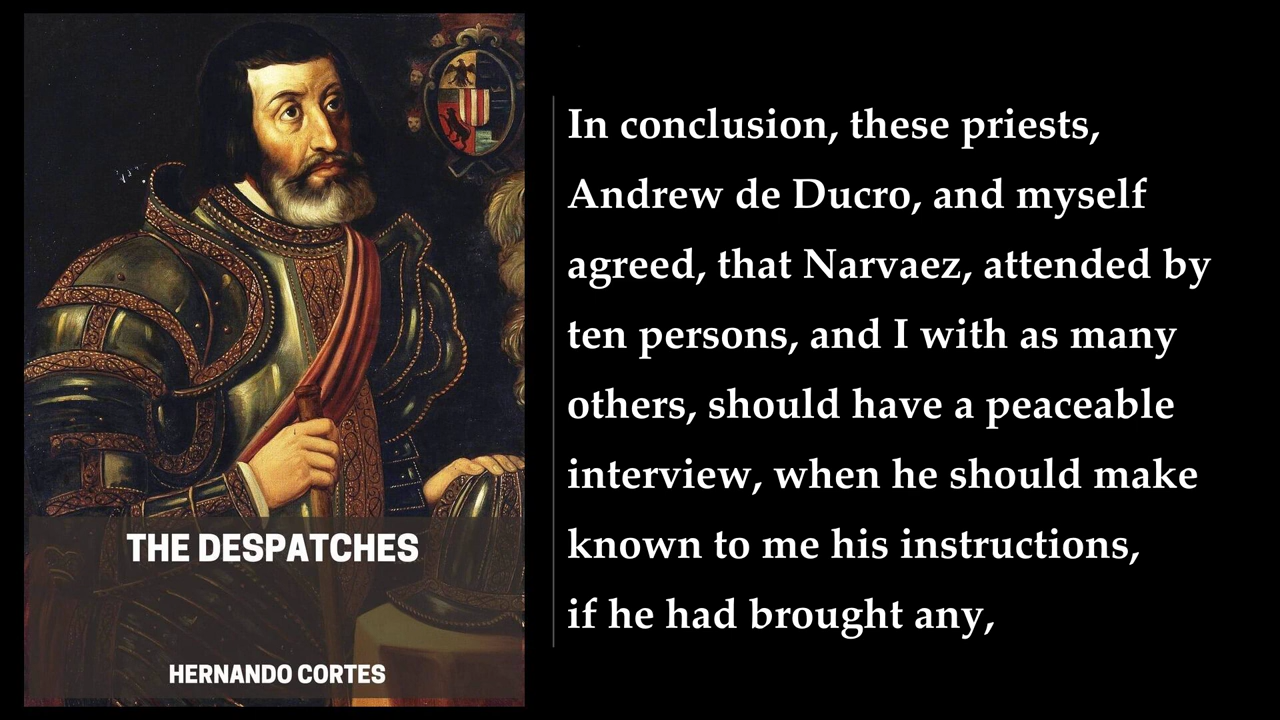 THE DESPATCHES
HERNANDO CORTES
In conclusion, these priests,
Andrew de Ducro, and myself
agreed, that Narvaez, attended by
ten persons, and I with as many
others, should have a peaceable
interview, when he should make
known to me his instructions,
if he had brought any,